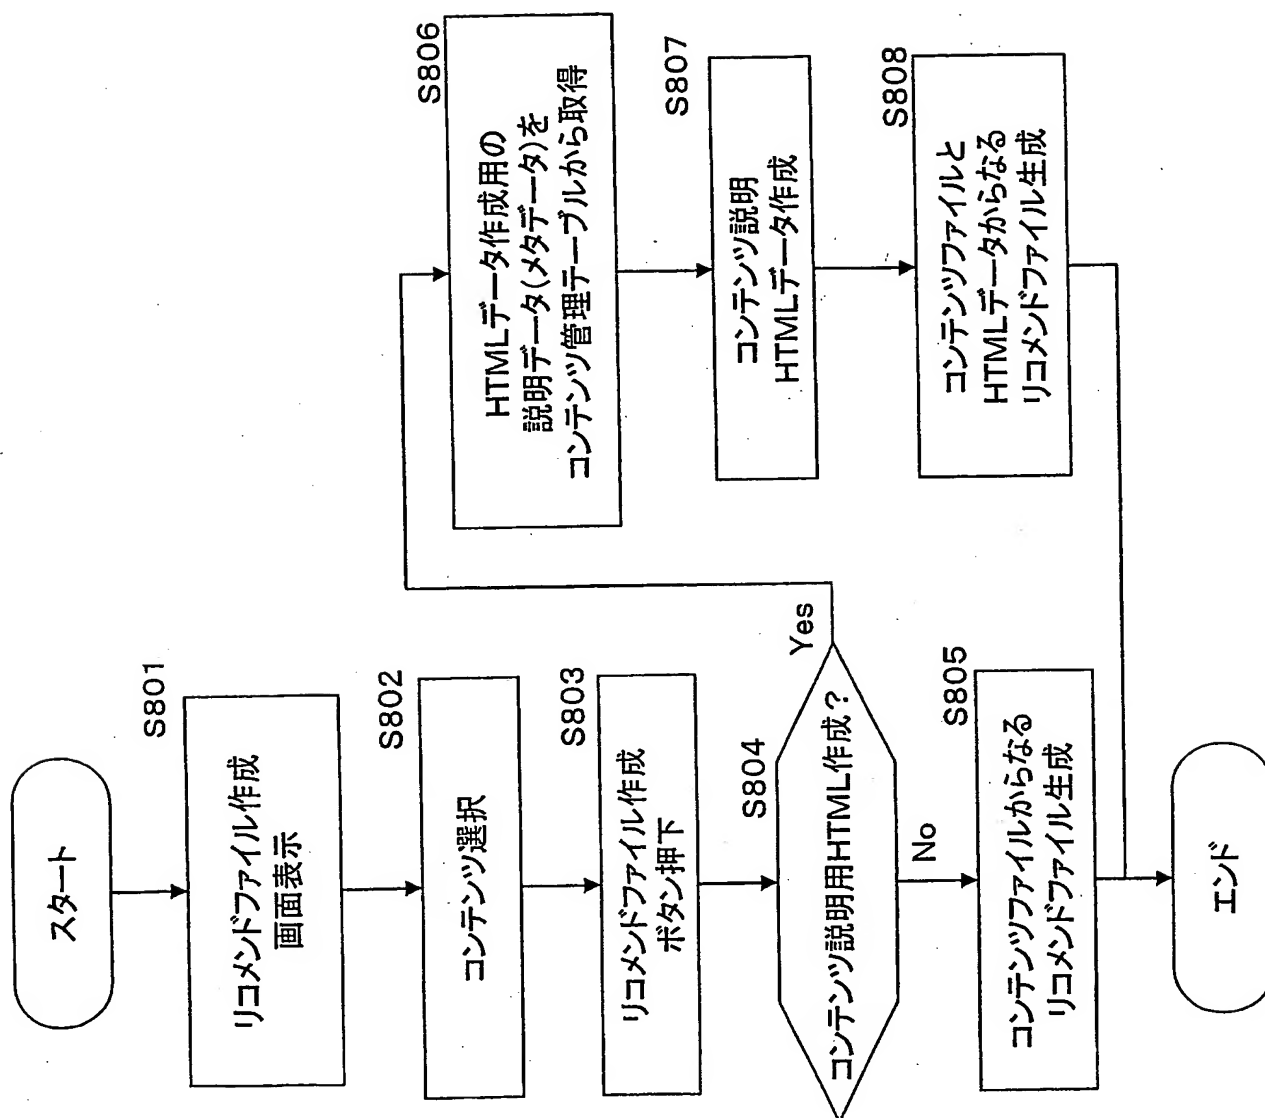 スタート
S801
リコメンドファイル作成
画面表示
S802
コンテンツ選択
S803
リコメンドファイル作成
ボタン押下
S804
コンテンツ説明用HTML作成？
Yes
No
S805
コンテンツファイルからなる
リコメンドファイル生成
S806
HTMLデータ作成用の
説明データ(メタデータ)を
コンテンツ管理テーブルから取得
S807
コンテンツ説明
HTMLデータ作成
S808
コンテンツファイルと
HTMLデータからなる
リコメンドファイル生成
エンド